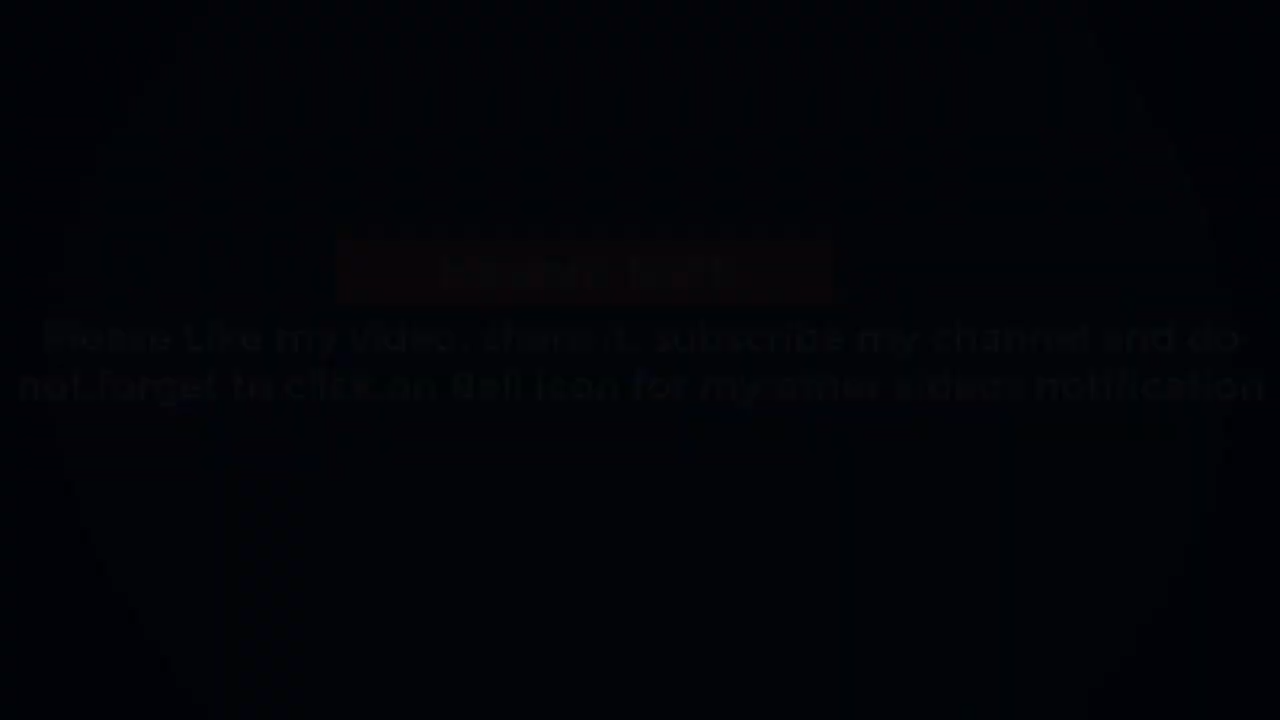 Please Like my Video, Share it, subscribe my channel and do
not forget to click on Bell Icon for my other videos notification